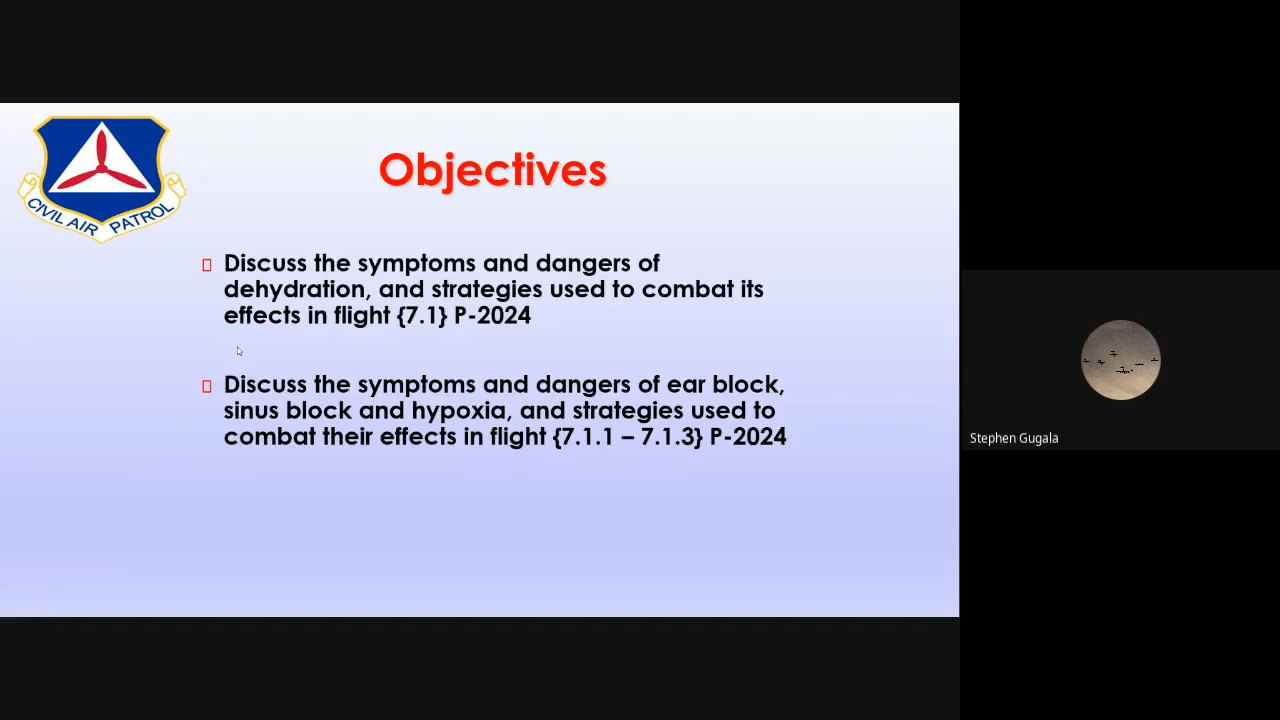 CIVIL AIR PATROL
Objectives
Discuss the symptoms and dangers of
dehydration, and strategies used to combat its
effects in flight {7.1} P-2024
Discuss the symptoms and dangers of ear block,
sinus block and hypoxia, and strategies used to
combat their effects in flight {7.1.1 – 7.1.3} P-2024
Stephen Gugala